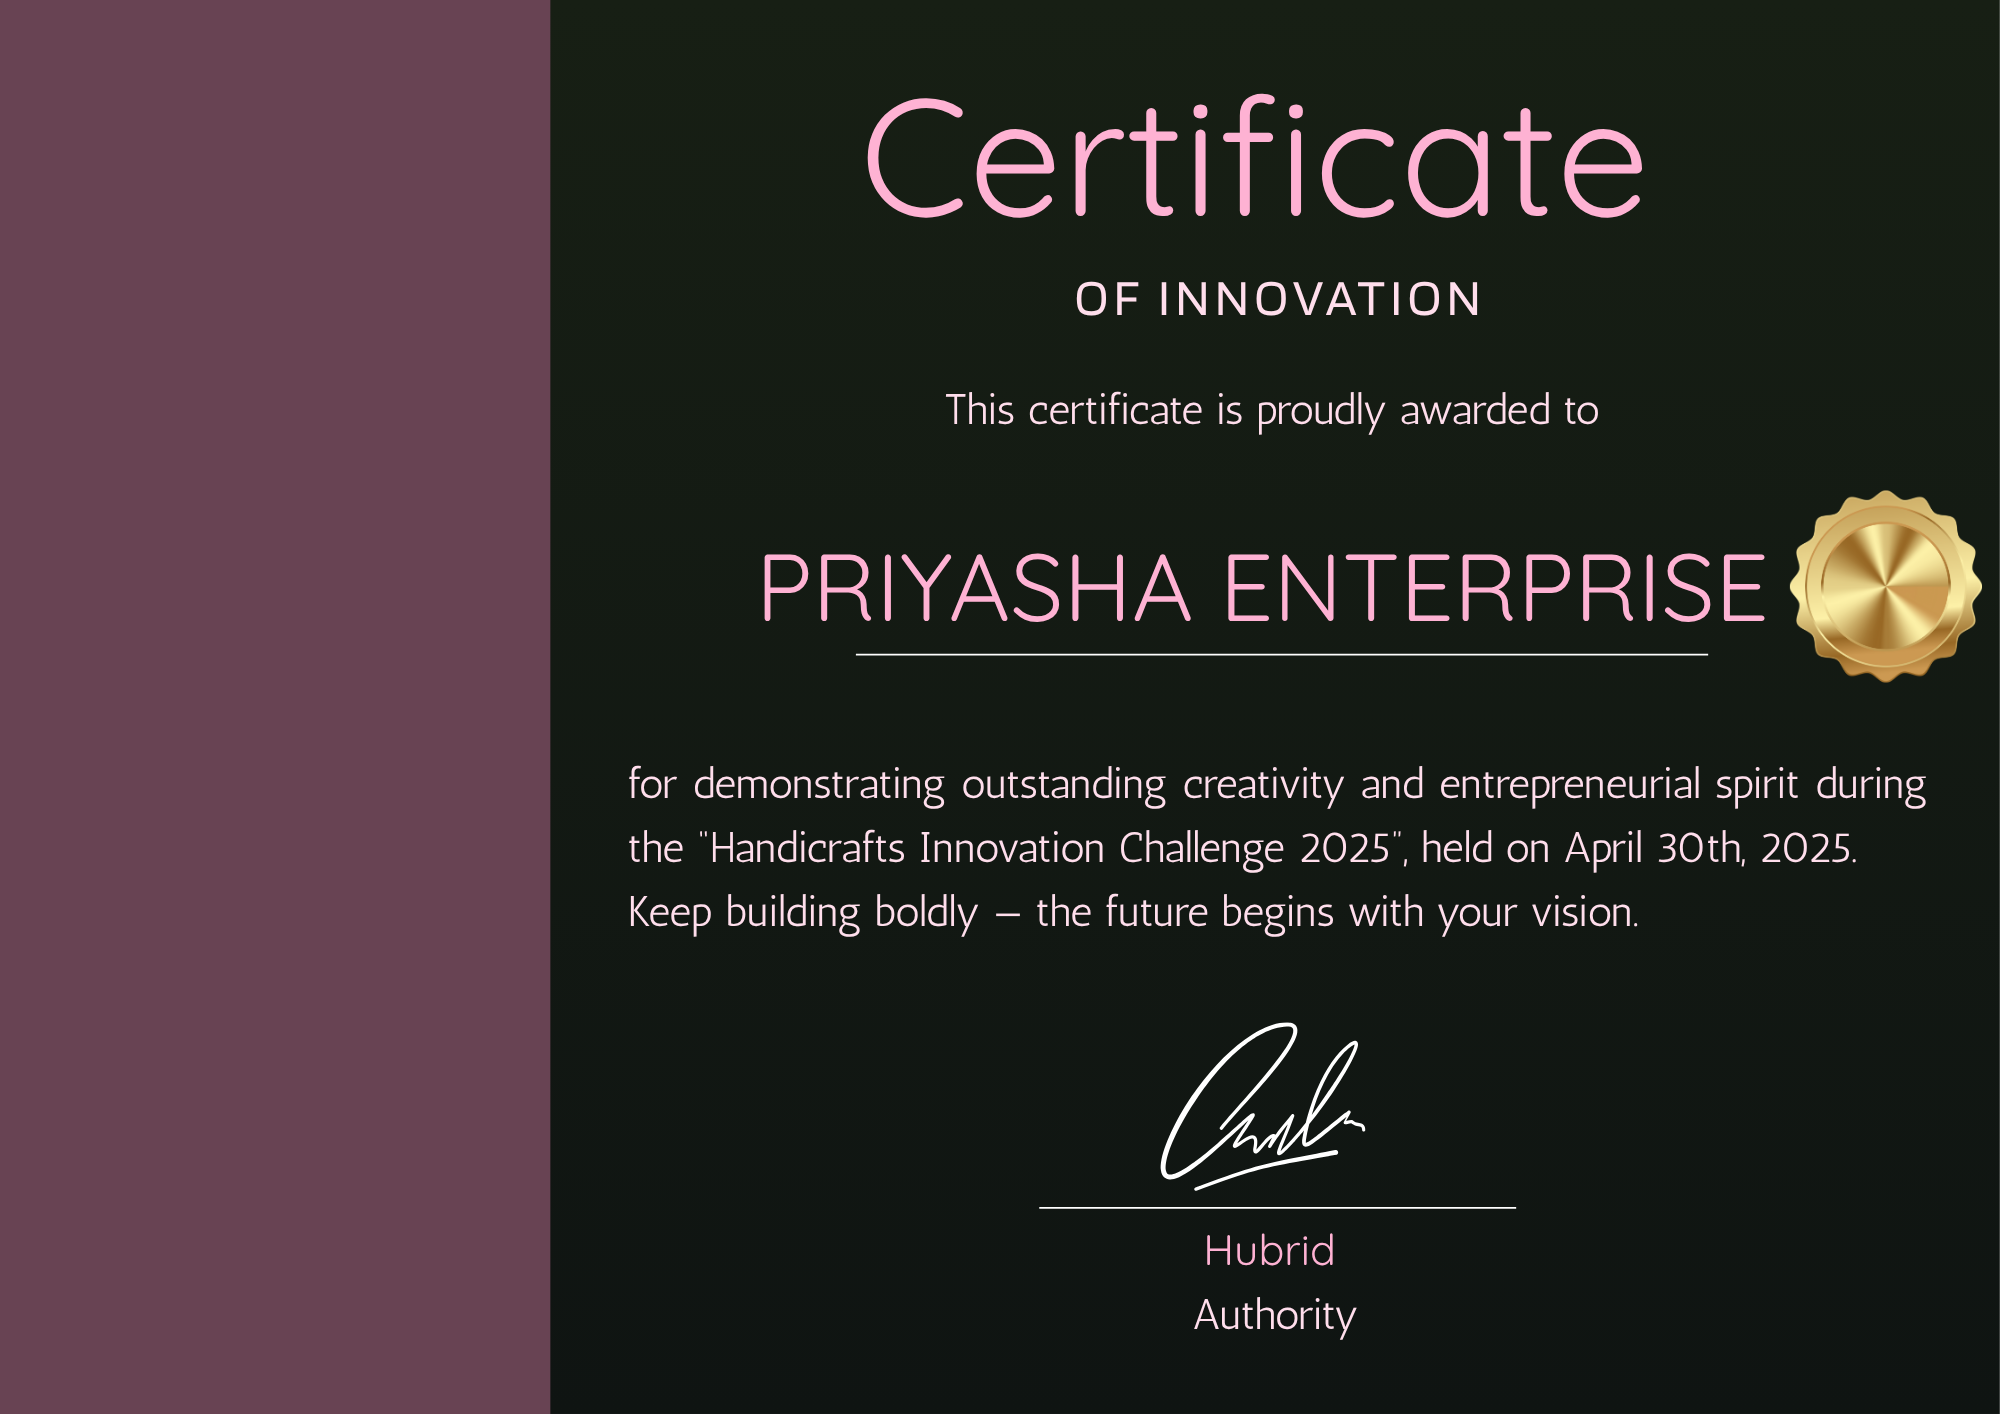 Certificate
OF INNOVATION
This certificate is proudly awarded to
PRIYASHA ENTERPRISE
for demonstrating outstanding creativity and entrepreneurial spirit during
the "Handicrafts Innovation Challenge 2025", held on April 30th, 2025.
Keep building boldly – the future begins with your vision.
Hubrid
Authority